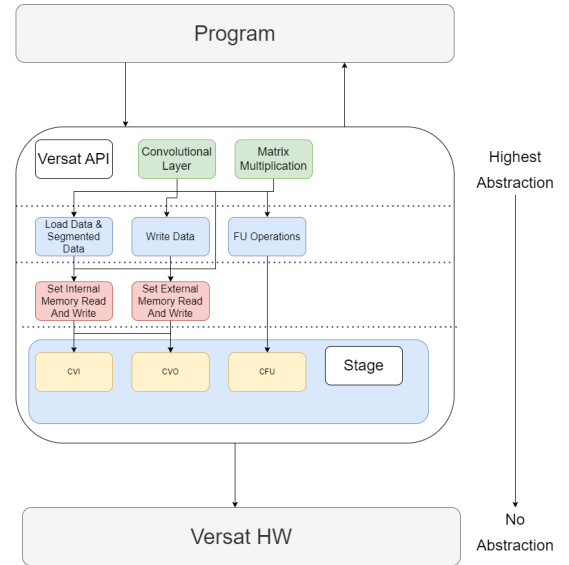 Program
Versat API
Convolutional
Layer
Matrix
Multiplication
Highest
Abstraction
Load Data &
Segmented
Data
Write Data
FU Operations
Set Internal
Memory Read
And Write
Set External
Memory Read
And Write
CVI
CVO
CFU
Stage
Versat HW
No
Abstraction